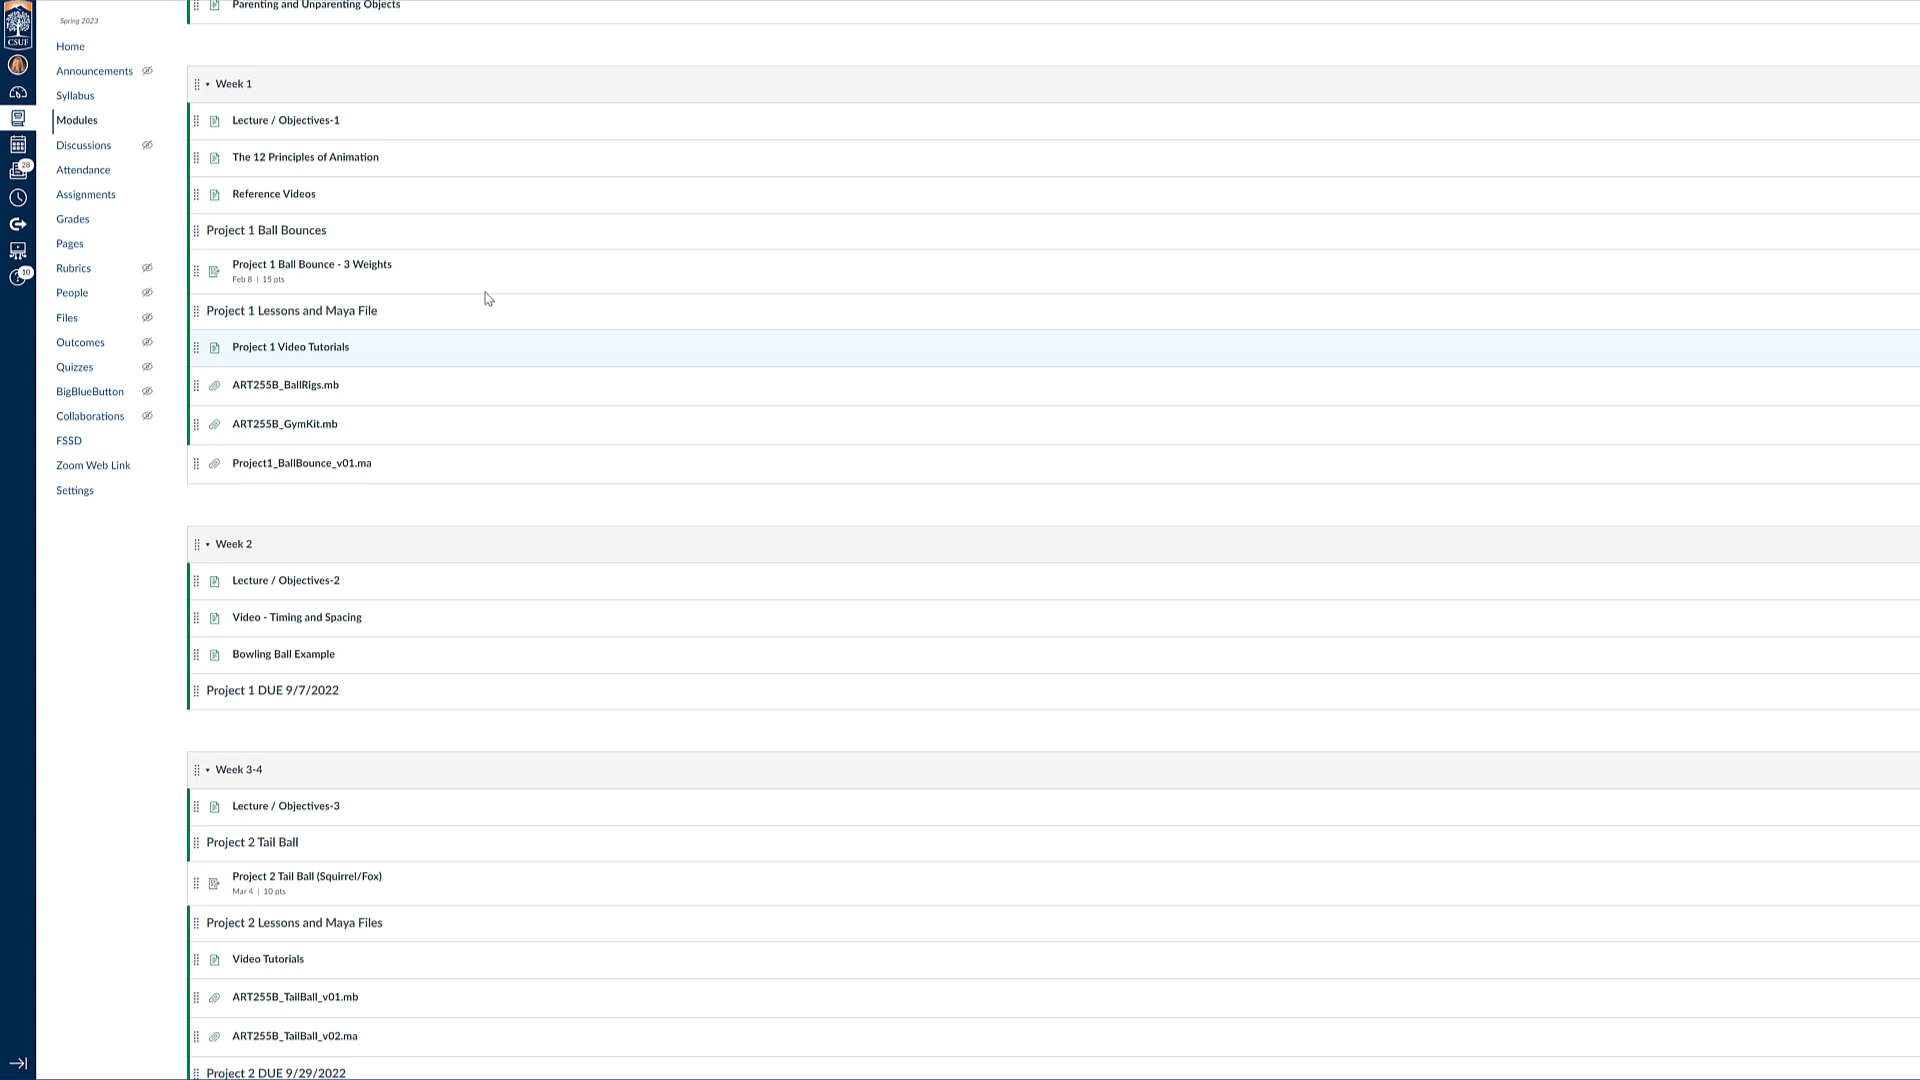 Parenting and Unparenting Objects
CSUF
28
10
Spring 2023
Home
Announcements
Syllabus
Modules
Discussions
Attendance
Assignments
Grades
Pages
Rubrics
People
Files
Outcomes
Quizzes
BigBlueButton
Collaborations
FSSD
Zoom Web Link
Settings
Week 1
Lecture / Objectives-1
The 12 Principles of Animation
Reference Videos
Project 1 Ball Bounces
Project 1 Ball Bounce - 3 Weights
Feb 8 | 15 pts
Project 1 Lessons and Maya File
Project 1 Video Tutorials
ART255B_BallRigs.mb
ART255B_GymKit.mb
Project1_BallBounce_v01.ma
Week 2
Lecture / Objectives-2
Video - Timing and Spacing
Bowling Ball Example
Project 1 DUE 9/7/2022
Week 3-4
Lecture / Objectives-3
Project 2 Tail Ball
Project 2 Tail Ball (Squirrel/Fox)
Mar 4 | 10 pts
Project 2 Lessons and Maya Files
Video Tutorials
ART255B_TailBall_v01.mb
ART255B_TailBall_v02.ma
Project 2 DUE 9/29/2022